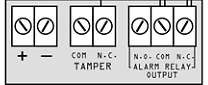 + − COM N.C. N.O. COM N.C.
TAMPER ALARM RELAY
OUTPUT